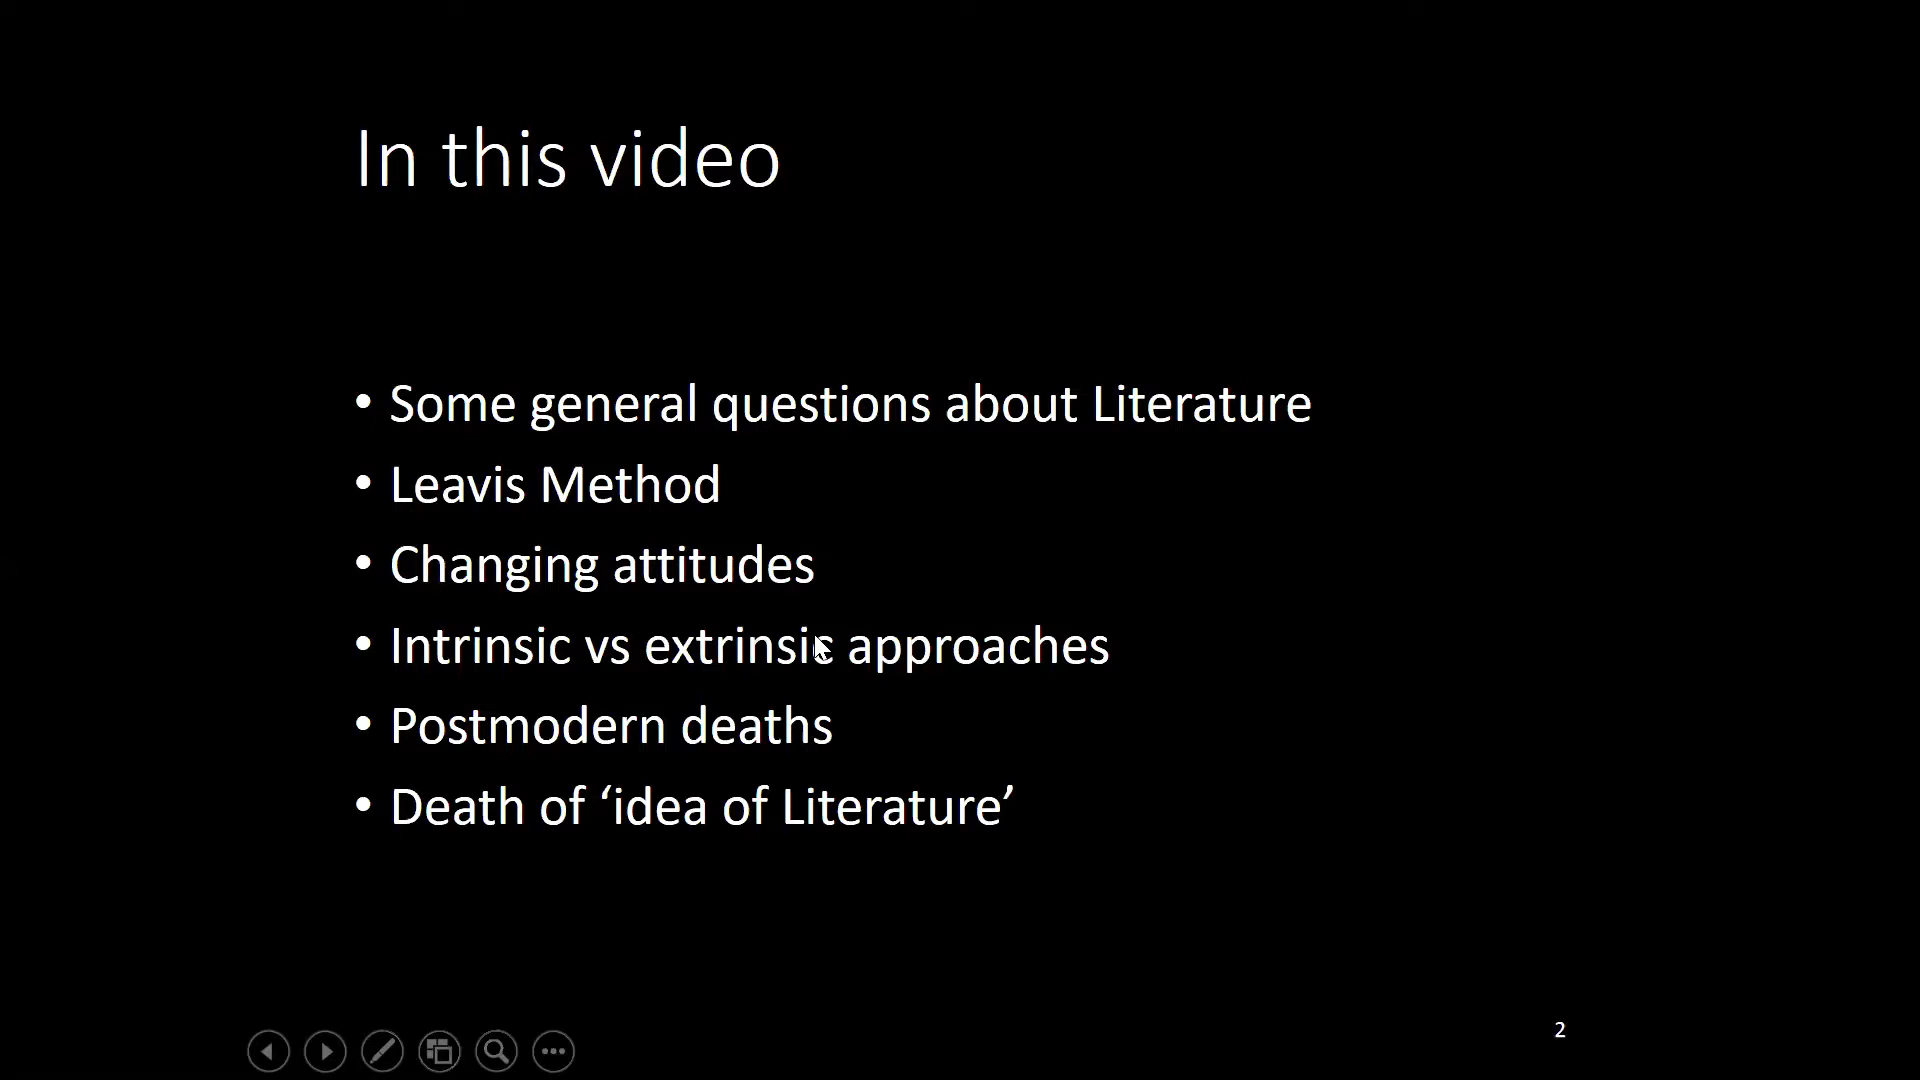 In this video
• Some general questions about Literature
• Leavis Method
• Changing attitudes
• Intrinsic vs extrinsic approaches
• Postmodern deaths
• Death of ‘idea of Literature’
2